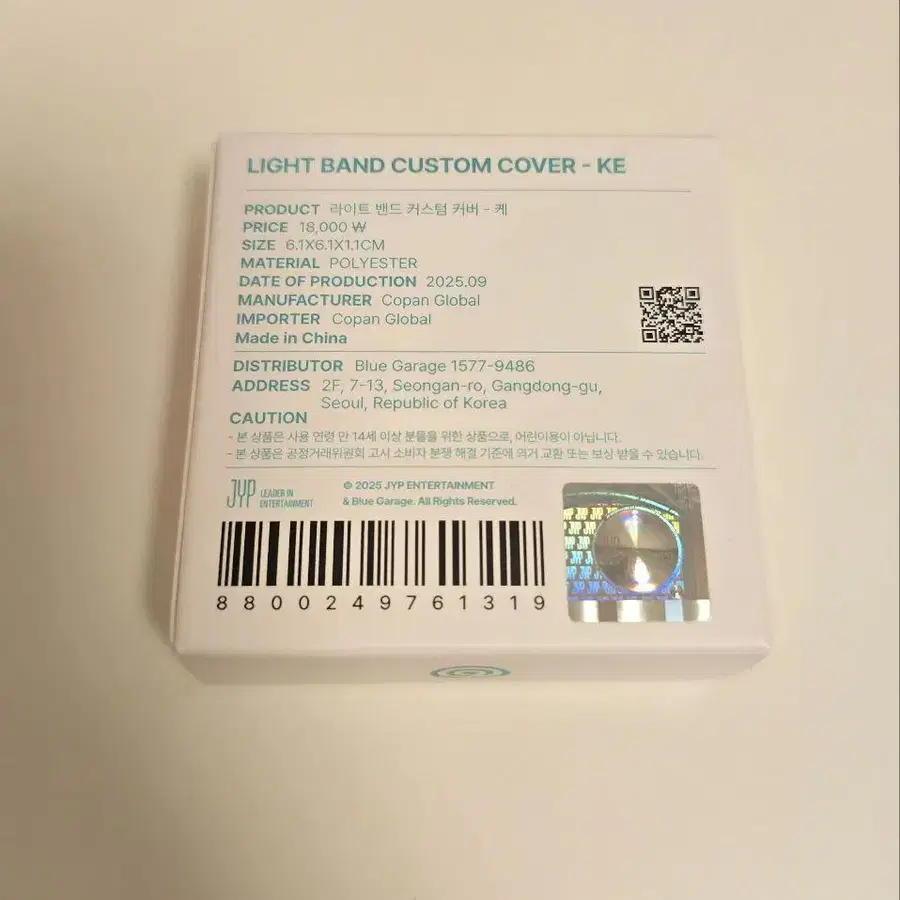 LIGHT BAND CUSTOM COVER - KE
PRODUCT 라이트 밴드 커스텀 커버 - 케
PRICE 18,000 ₩
SIZE 6.1X6.1X1.1CM
MATERIAL POLYESTER
DATE OF PRODUCTION 2025.09
MANUFACTURER Copan Global
IMPORTER Copan Global
Made in China
DISTRIBUTOR Blue Garage 1577-9486
ADDRESS 2F, 7-13, Seongan-ro, Gangdong-gu,
Seoul, Republic of Korea
CAUTION
- 본 상품은 사용 연령 만 14세 이상 분들을 위한 상품으로, 어린이용이 아닙니다.
- 본 상품은 공정거래위원회 고시 소비자 분쟁 해결 기준에 의거 교환 또는 보상 받을 수 있습니다.
JYP LEADER IN
ENTERTAINMENT
© 2025 JYP ENTERTAINMENT
& Blue Garage. All Rights Reserved.
8800249761319